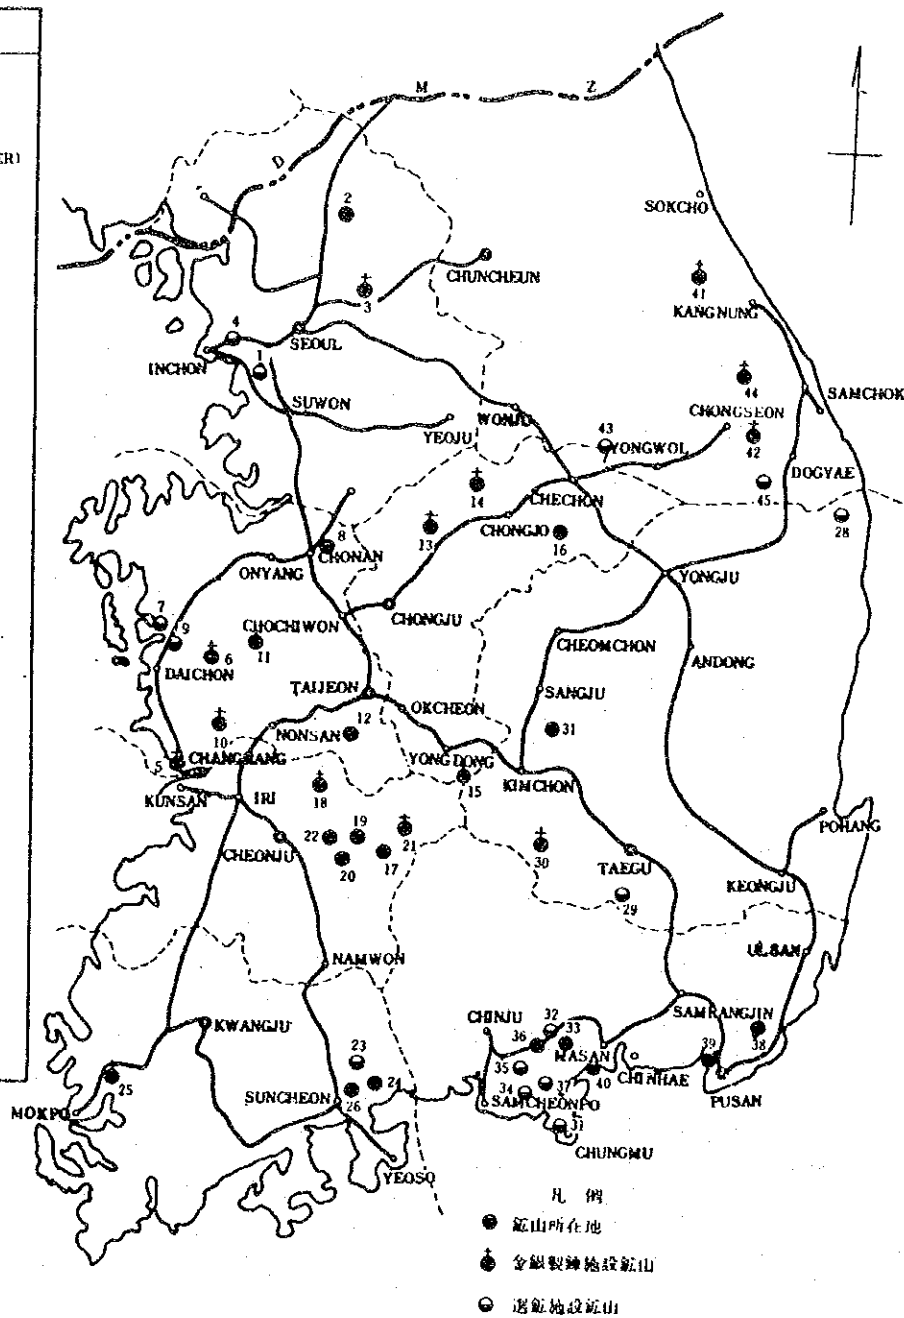 ER)
M
Z
D
2
SOKCHO
CHUNCHEUN
41
3
KANGNUNG
4
SEOUL
1
INCHON
44
SAMCHOK
SUWON
CHONGSEON
WONJU
43
YEOJU
YONGWOL
42
DOGYAE
14
CHECHON
45
8
13
CHONGJO
16
28
CHONAN
ONYANG
YONGJU
7
CHONGJU
9
CHOCHIWON
CHEOMCHON
6
11
ANDONG
DAICHON
TAIJEON
SANGJU
OKCHEON
12
10
NONSAN
31
5
CHANGHANG
YONGDONG
15
KIMCHON
KUNSAN
IRI
18
POHANG
22
19
21
CHEONJU
20
17
30
TAEGU
KEONGJU
29
ULSAN
NAMWON
SAMRANGJIN
CHINJU
32
KWANGJU
36
33
MASAN
39
38
23
35
CHINHAE
25
24
34
37
40
SUNCHEON
26
SAMCHEONPO
PUSAN
MOKPO
31
CHUNGMU
YEOSO
凡例
鉱山所在地
金銀製錬施設鉱山
選鉱施設鉱山